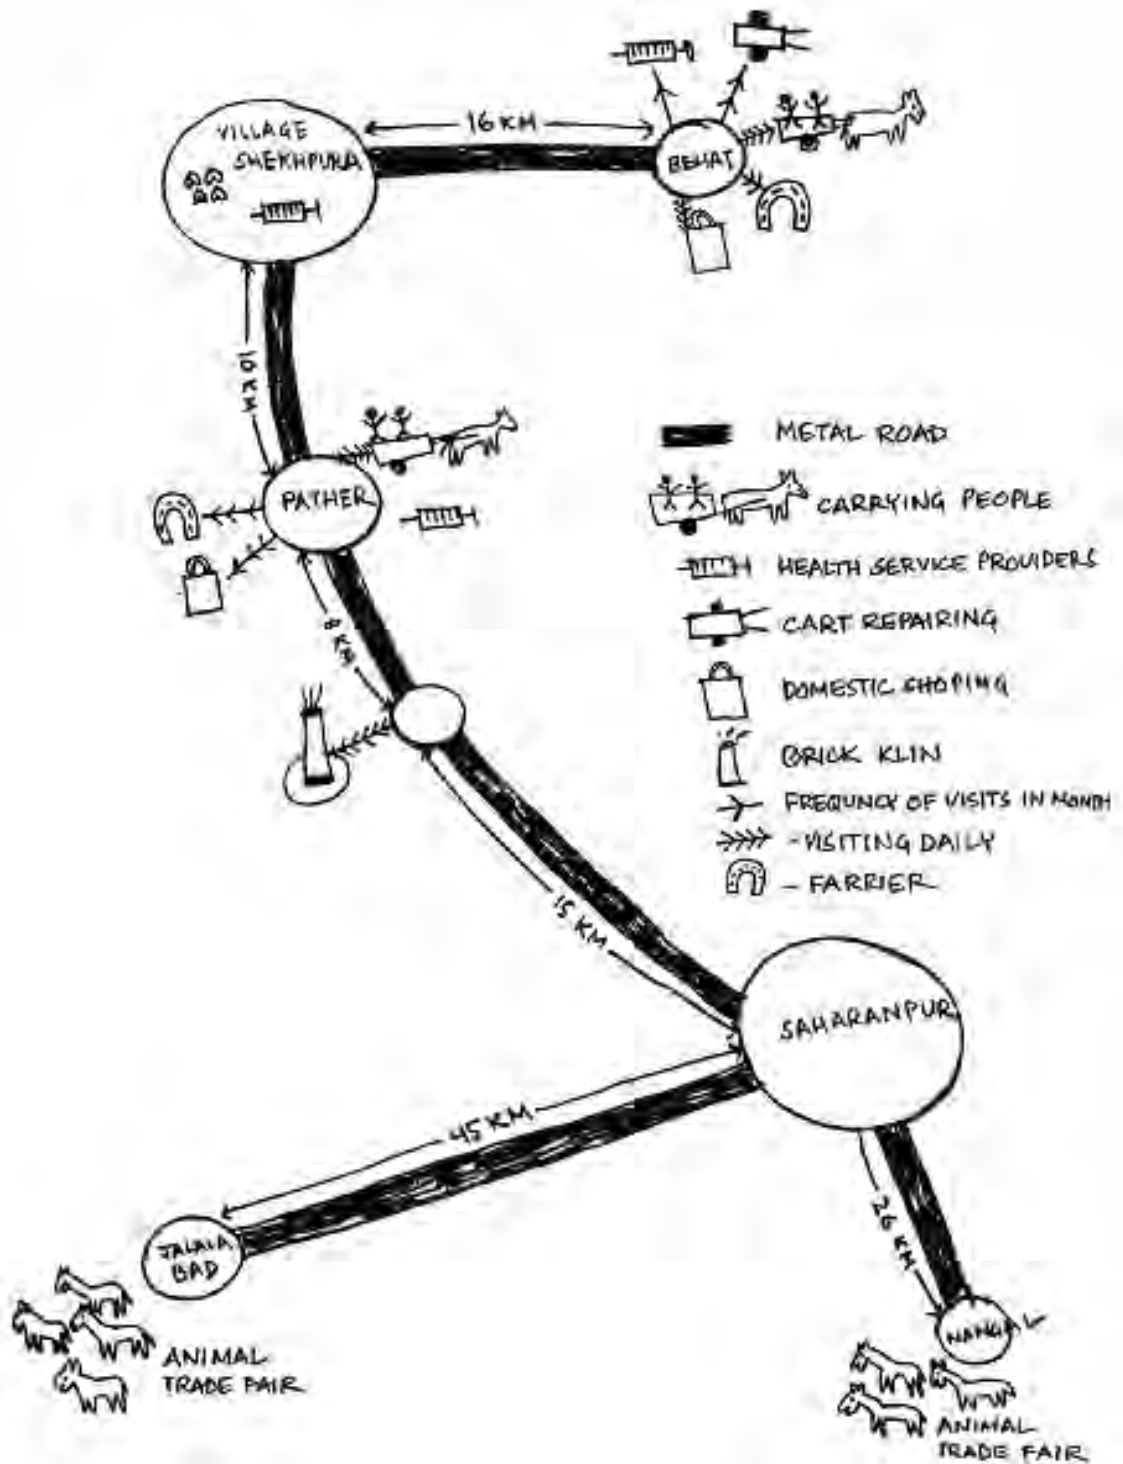 VILLAGE
SHEKHPURA
16 KM
BEHAT
10 KM
PATHER
8 KM
15 KM
SAHARANPUR
45 KM
26 KM
JALALA
BAD
NANGAL
ANIMAL
TRADE FAIR
ANIMAL
TRADE FAIR
METAL ROAD
CARRYING PEOPLE
HEALTH SERVICE PROVIDERS
CART REPAIRING
DOMESTIC SHOPING
BRICK KLIN
FREQUNCY OF VISITS IN MONTH
- VISITING DAILY
- FARRIER